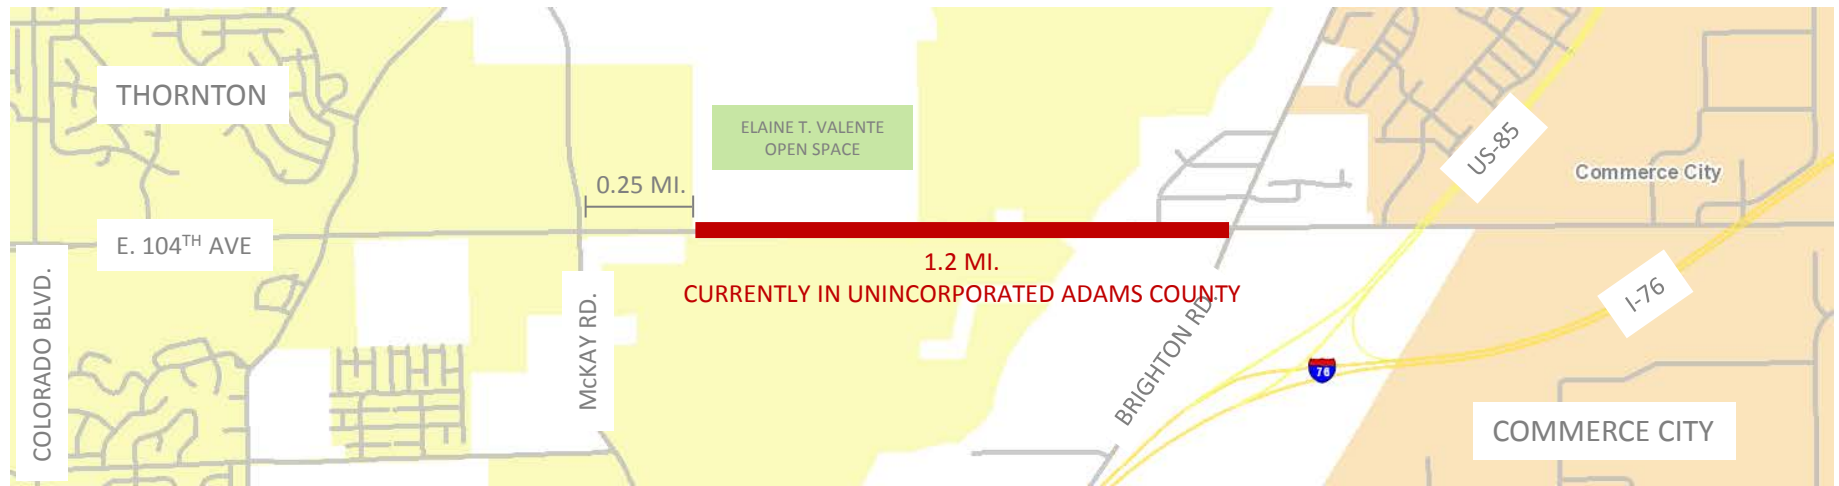 THORNTON
ELAINE T. VALENTE
OPEN SPACE
US-85
Commerce City
0.25 MI.
E. 104TH AVE
1.2 MI.
CURRENTLY IN UNINCORPORATED ADAMS COUNTY
COLORADO BLVD.
McKAY RD.
BRIGHTON RD.
I-76
76
COMMERCE CITY